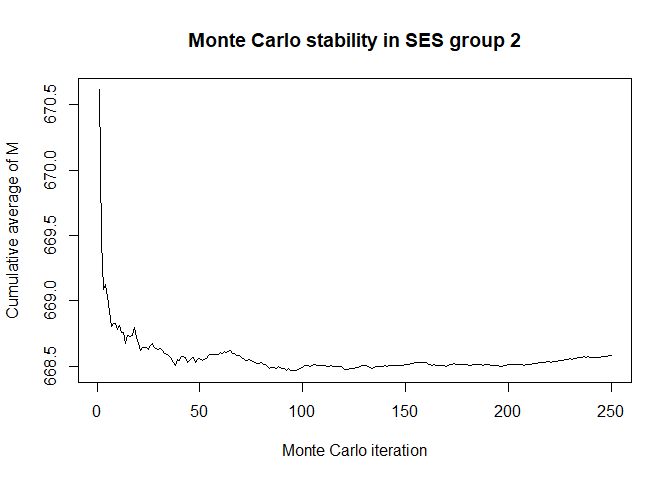 Monte Carlo stability in SES group 2
Cumulative average of M
670.5
670.0
669.5
669.0
668.5
0 50 100 150 200 250
Monte Carlo iteration